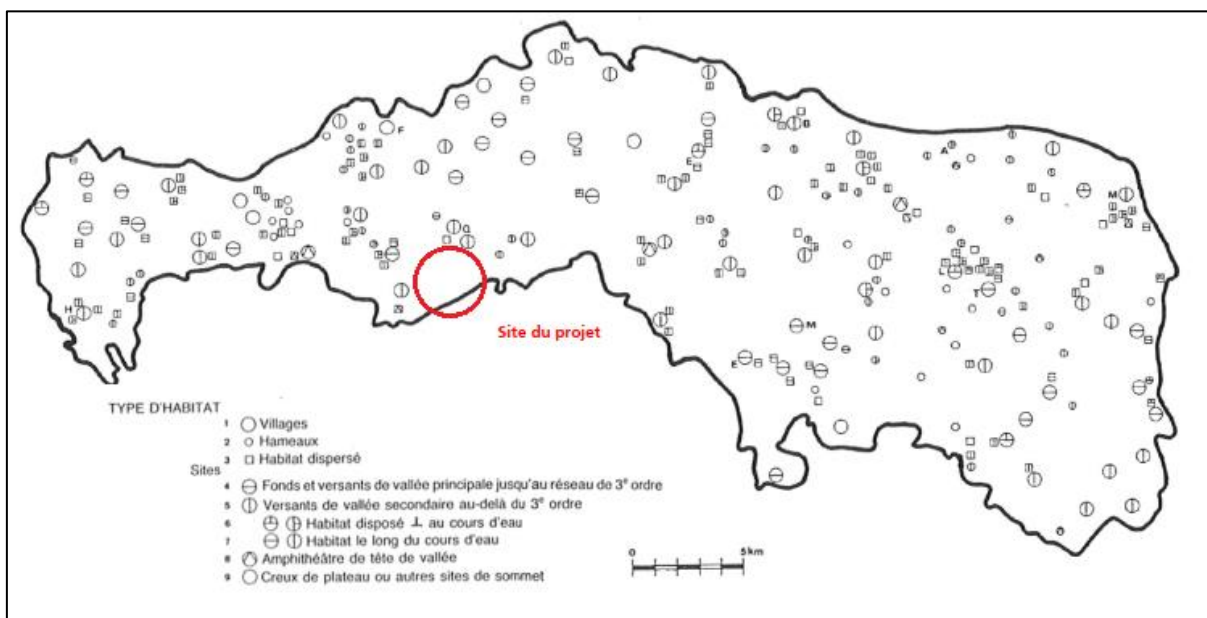 F
B
A
E
M
G
L
T
H
Site du projet
M
E
TYPE D'HABITAT
1 Villages
2 Hameaux
3 Habitat dispersé
Sites
4 Fonds et versants de vallée principale jusqu'au réseau de 3e ordre
5 Versants de vallée secondaire au-delà du 3e ordre
6 Habitat disposé ⊥ au cours d'eau
7 Habitat le long du cours d'eau
8 Amphithéâtre de tête de vallée
9 Creux de plateau ou autres sites de sommet
0 5km